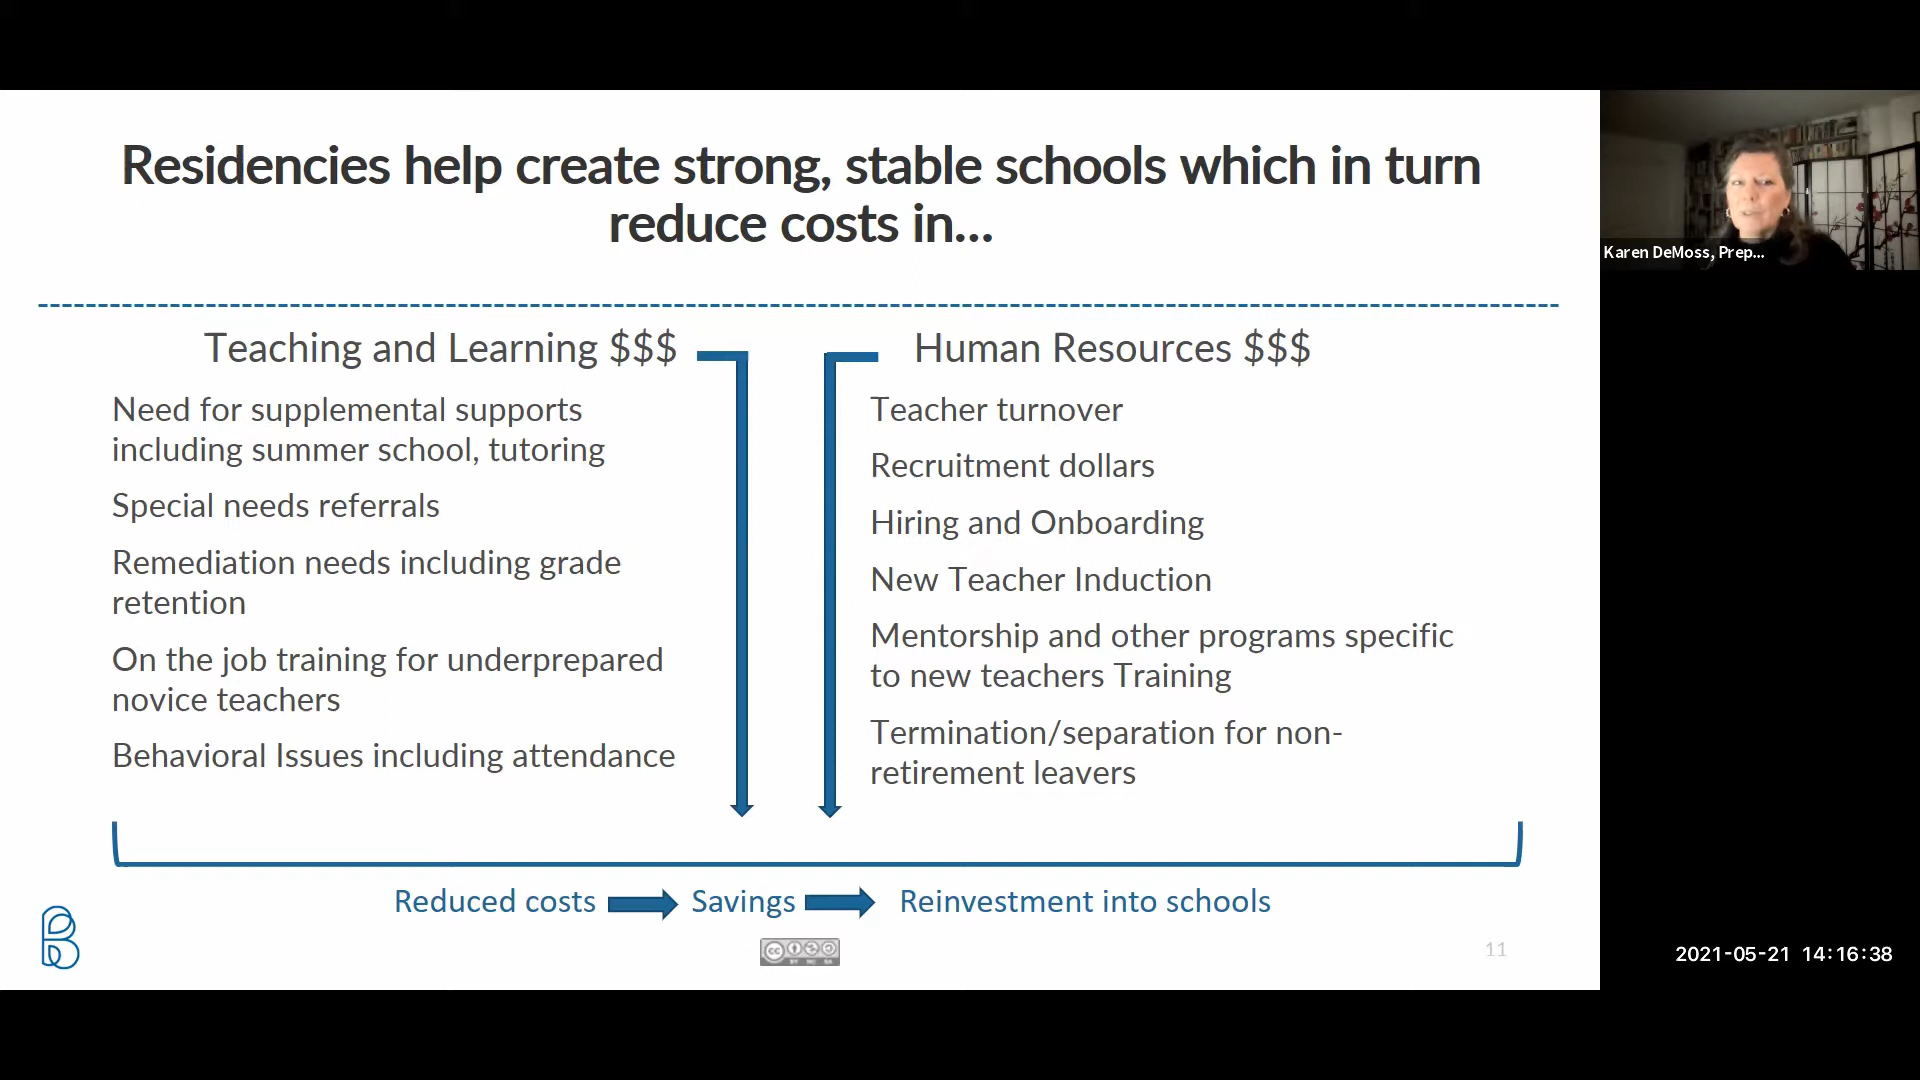 Residencies help create strong, stable schools which in turn
reduce costs in...
Teaching and Learning $$$
Need for supplemental supports
including summer school, tutoring
Special needs referrals
Remediation needs including grade
retention
On the job training for underprepared
novice teachers
Behavioral Issues including attendance
Human Resources $$$
Teacher turnover
Recruitment dollars
Hiring and Onboarding
New Teacher Induction
Mentorship and other programs specific
to new teachers Training
Termination/separation for non-
retirement leavers
Reduced costs
Savings
Reinvestment into schools
cc
BY NC SA
11
Karen DeMoss, Prep...
2021-05-21 14:16:38